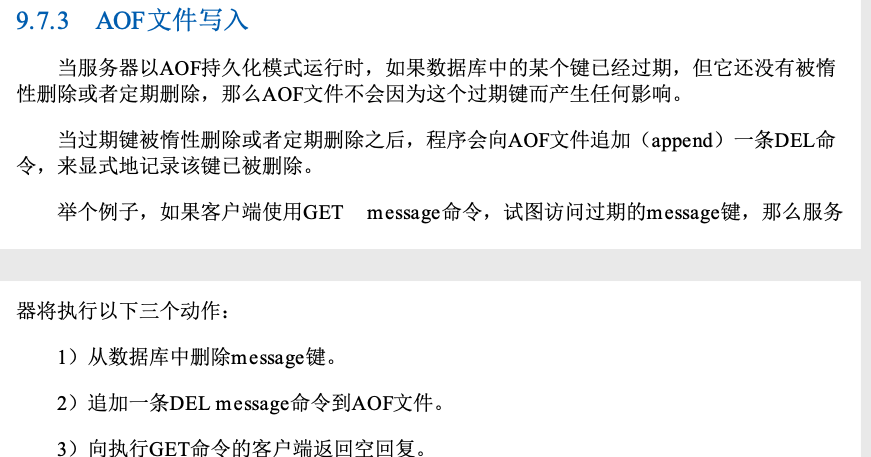 9.7.3 AOF文件写入
当服务器以AOF持久化模式运行时，如果数据库中的某个键已经过期，但它还没有被惰
性删除或者定期删除，那么AOF文件不会因为这个过期键而产生任何影响。
当过期键被惰性删除或者定期删除之后，程序会向AOF文件追加（append）一条DEL命
令，来显式地记录该键已被删除。
举个例子，如果客户端使用GET message命令，试图访问过期的message键，那么服务
器将执行以下三个动作：
1）从数据库中删除message键。
2）追加一条DEL message命令到AOF文件。
3）向执行GET命令的客户端返回空回复。